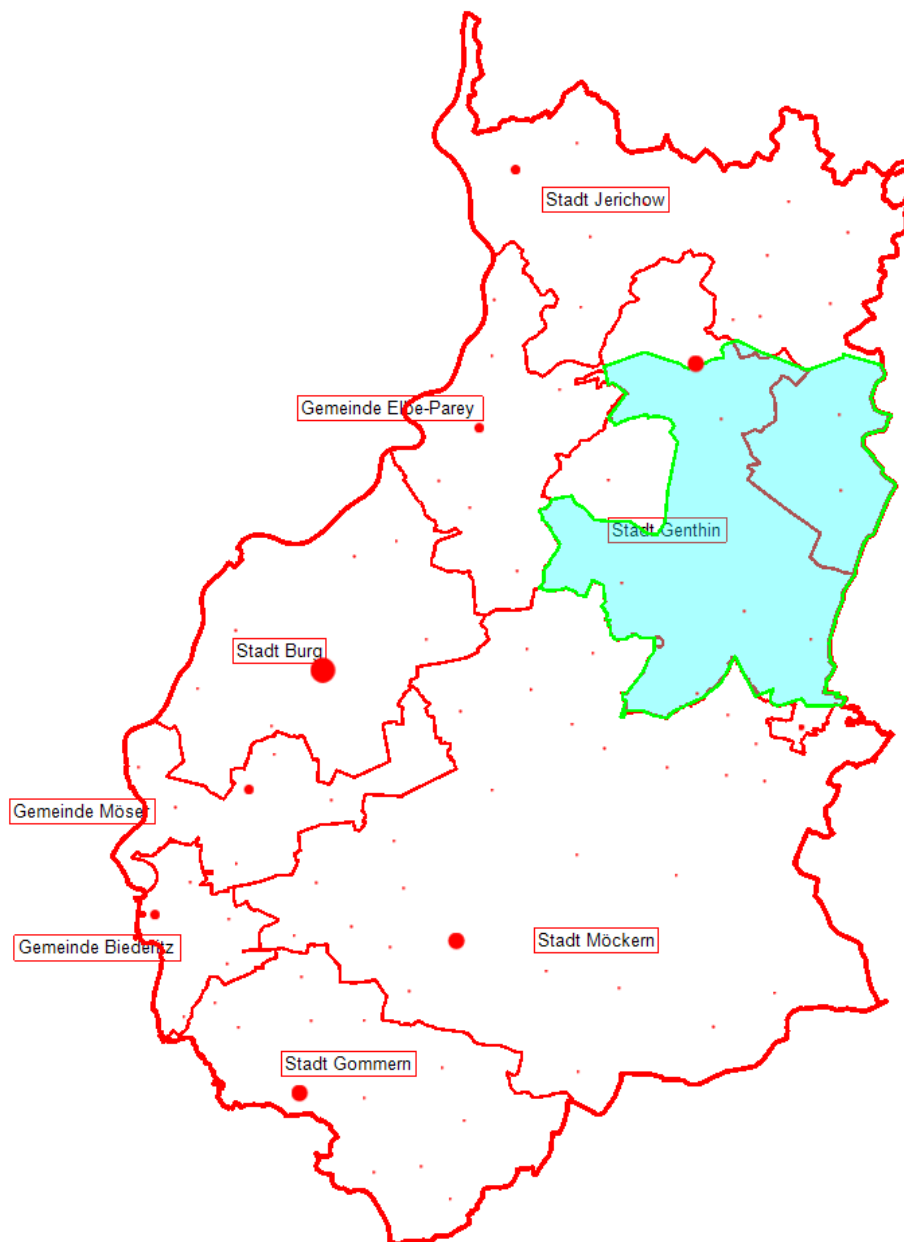 Stadt Jerichow
Gemeinde Elbe-Parey
Stadt Genthin
Stadt Burg
Gemeinde Möser
Stadt Möckern
Gemeinde Biederitz
Stadt Gommern